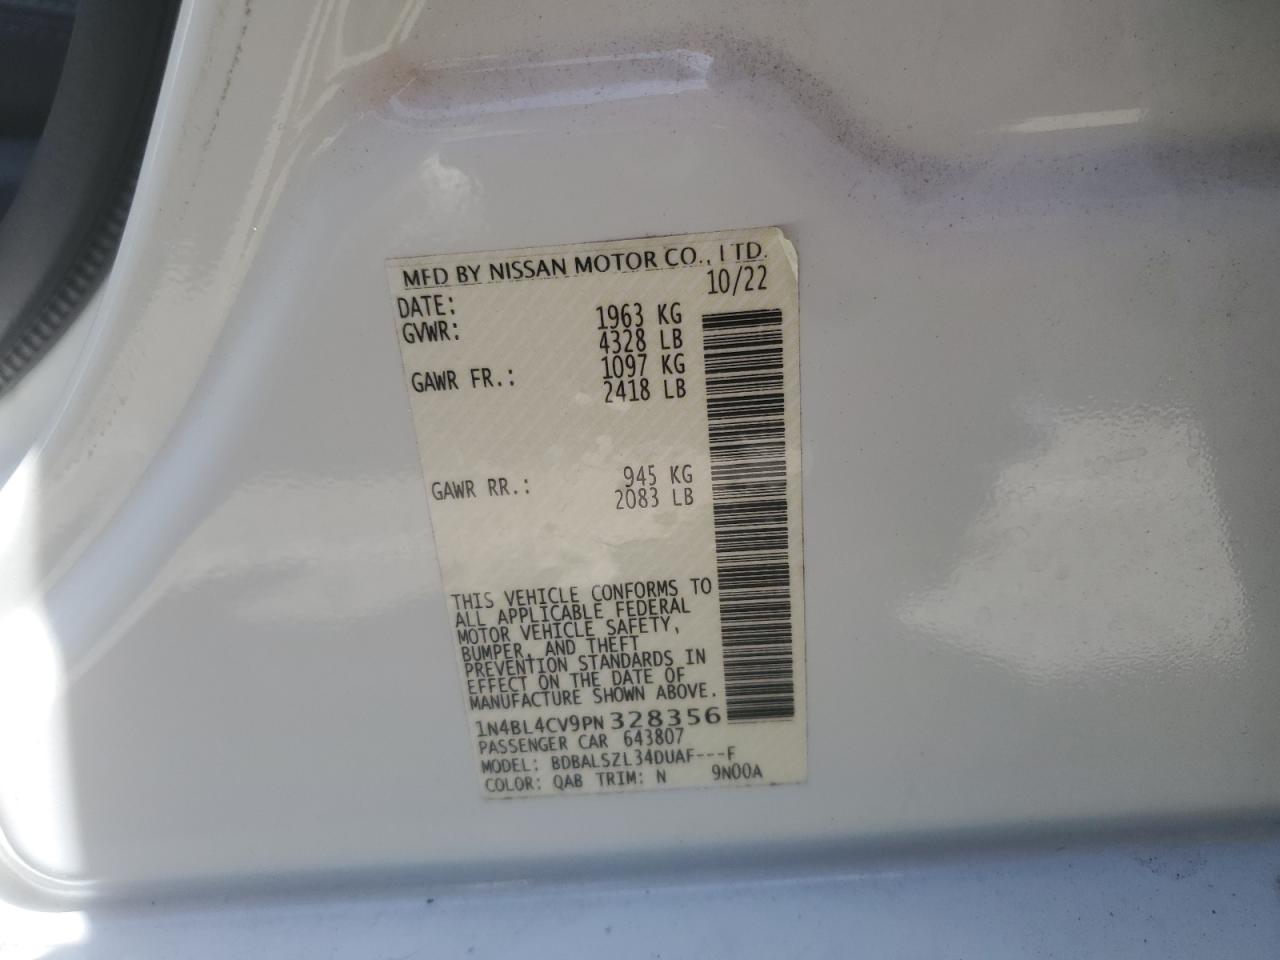 MFD BY NISSAN MOTOR CO., LTD.
DATE: 10/22
GVWR: 1963 KG
4328 LB
GAWR FR.: 1097 KG
2418 LB
GAWR RR.: 945 KG
2083 LB
THIS VEHICLE CONFORMS TO
ALL APPLICABLE FEDERAL
MOTOR VEHICLE SAFETY,
BUMPER, AND THEFT
PREVENTION STANDARDS IN
EFFECT ON THE DATE OF
MANUFACTURE SHOWN ABOVE.
1N4BL4CV9PN328356
PASSENGER CAR 643807
MODEL: BDBALSZL34DUAF---F
COLOR: QAB TRIM: N 9N00A